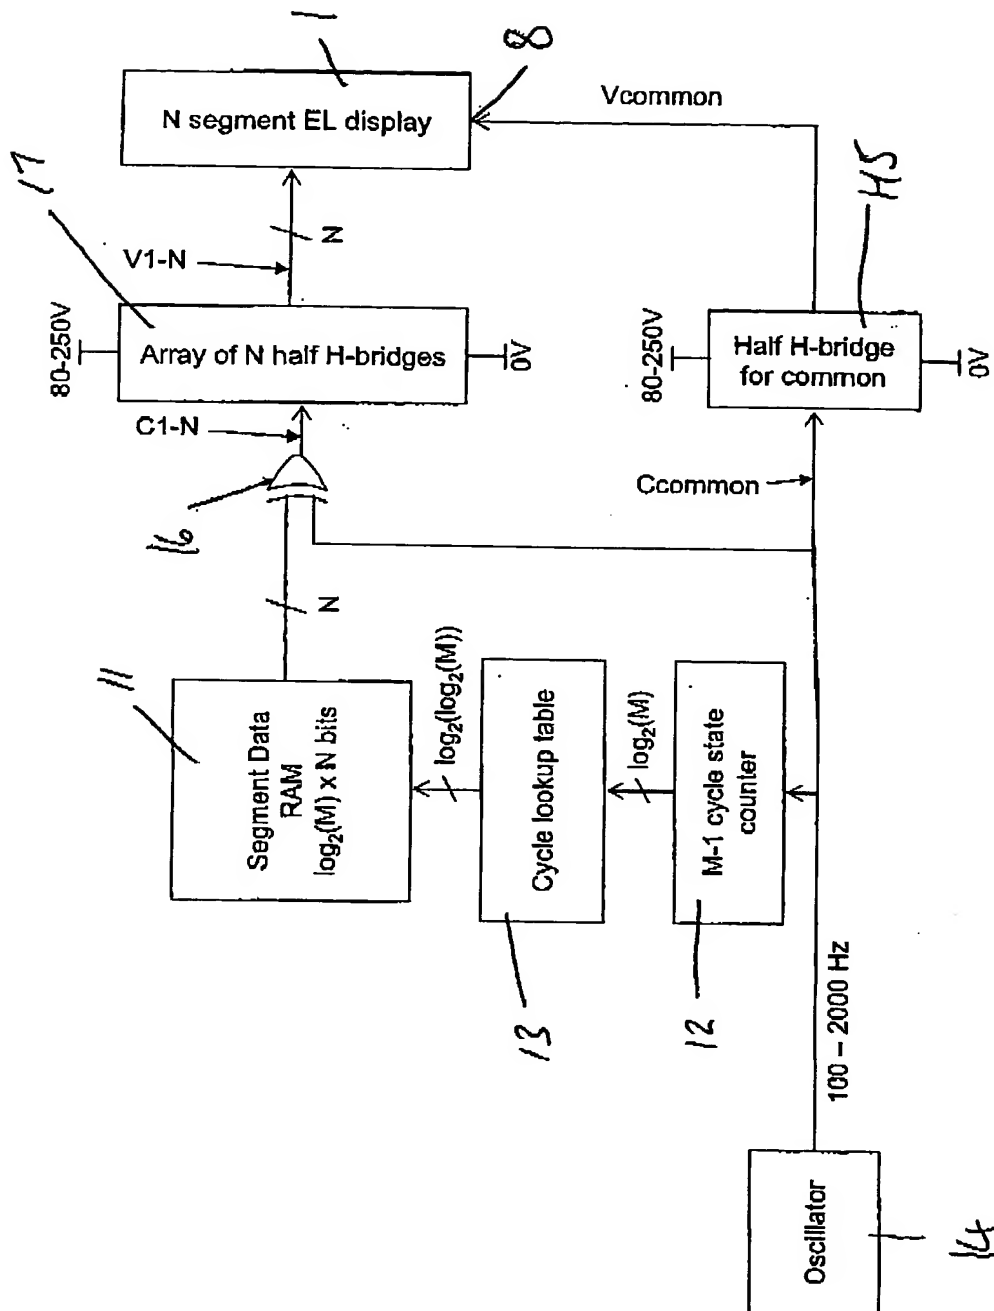 1
N segment EL display
8
Vcommon
17
V1-N
N
80-250V
Array of N half H-bridges
0V
80-250V
Half H-bridge
for common
0V
H5
C1-N
Ccommon
16
N
11
Segment Data
RAM
log₂(M) x N bits
log₂(log₂(M))
Cycle lookup table
13
log₂(M)
M-1 cycle state
counter
12
100 – 2000 Hz
Oscillator
14